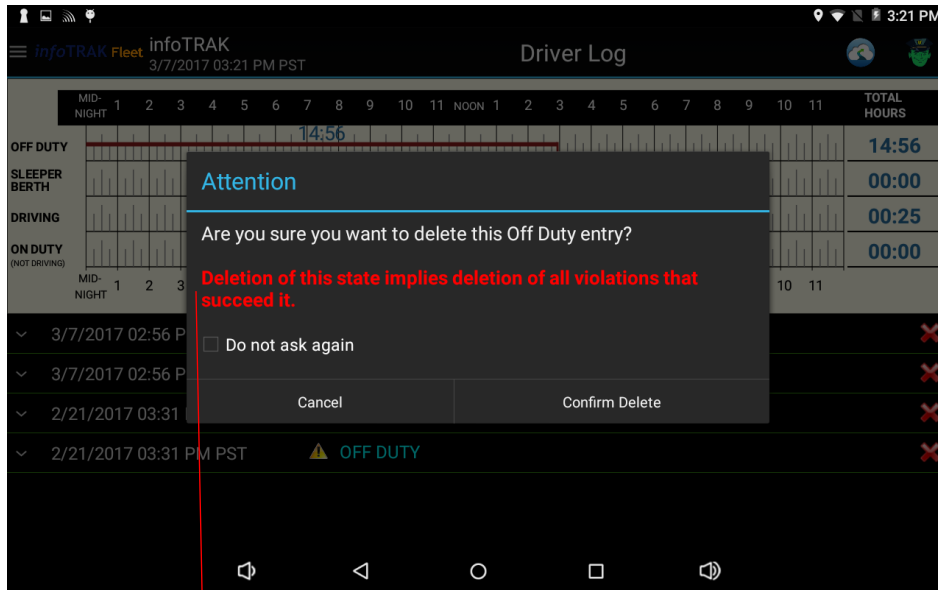 3:21 PM
infoTRAK Fleet infoTRAK
3/7/2017 03:21 PM PST
Driver Log
MID-
NIGHT 1 2 3 4 5 6 7 8 9 10 11 NOON 1 2 3 4 5 6 7 8 9 10 11 TOTAL HOURS
14:56
OFF DUTY 14:56
SLEEPER BERTH 00:00
DRIVING 00:25
ON DUTY
(NOT DRIVING) 00:00
MID-
NIGHT 1 2 3 10 11
Attention
Are you sure you want to delete this Off Duty entry?
Deletion of this state implies deletion of all violations that
succeed it.
Do not ask again
Cancel Confirm Delete
3/7/2017 02:56 P
3/7/2017 02:56 P
2/21/2017 03:31
2/21/2017 03:31 PM PST OFF DUTY